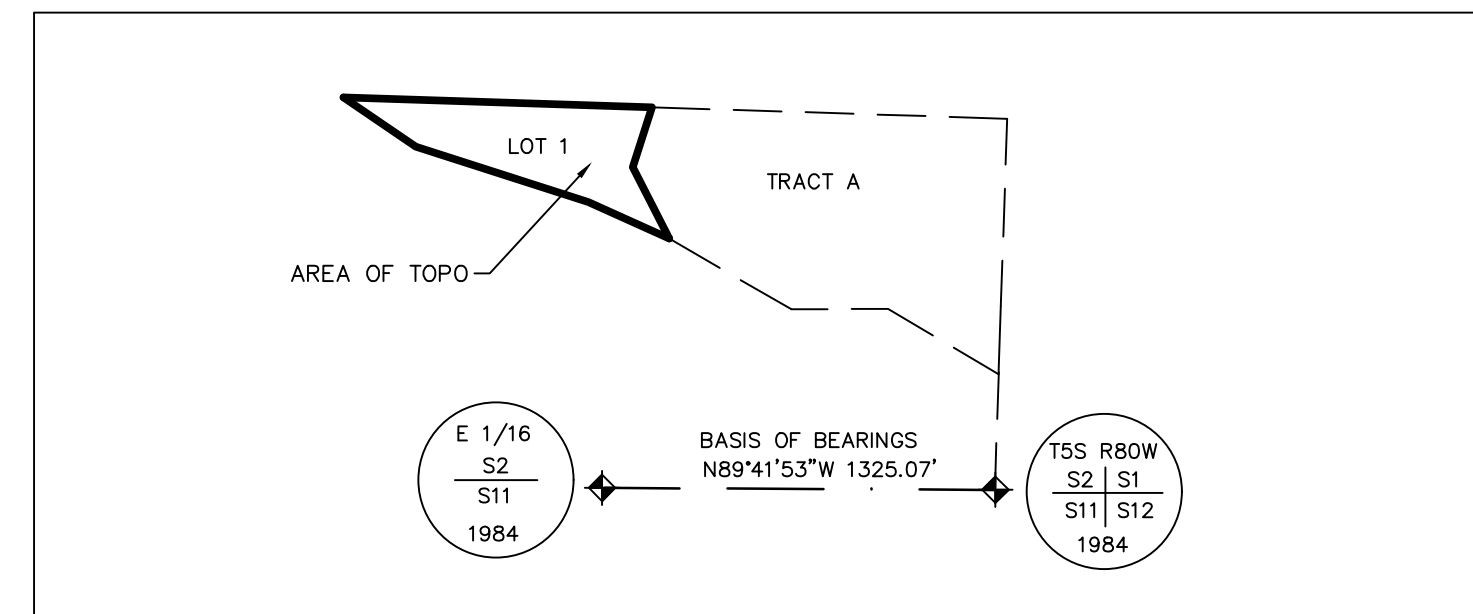 LOT 1
TRACT A
AREA OF TOPO
E 1/16
S2
S11
1984
BASIS OF BEARINGS
N89°41'53"W 1325.07'
T5S R80W
S2 S1
S11 S12
1984